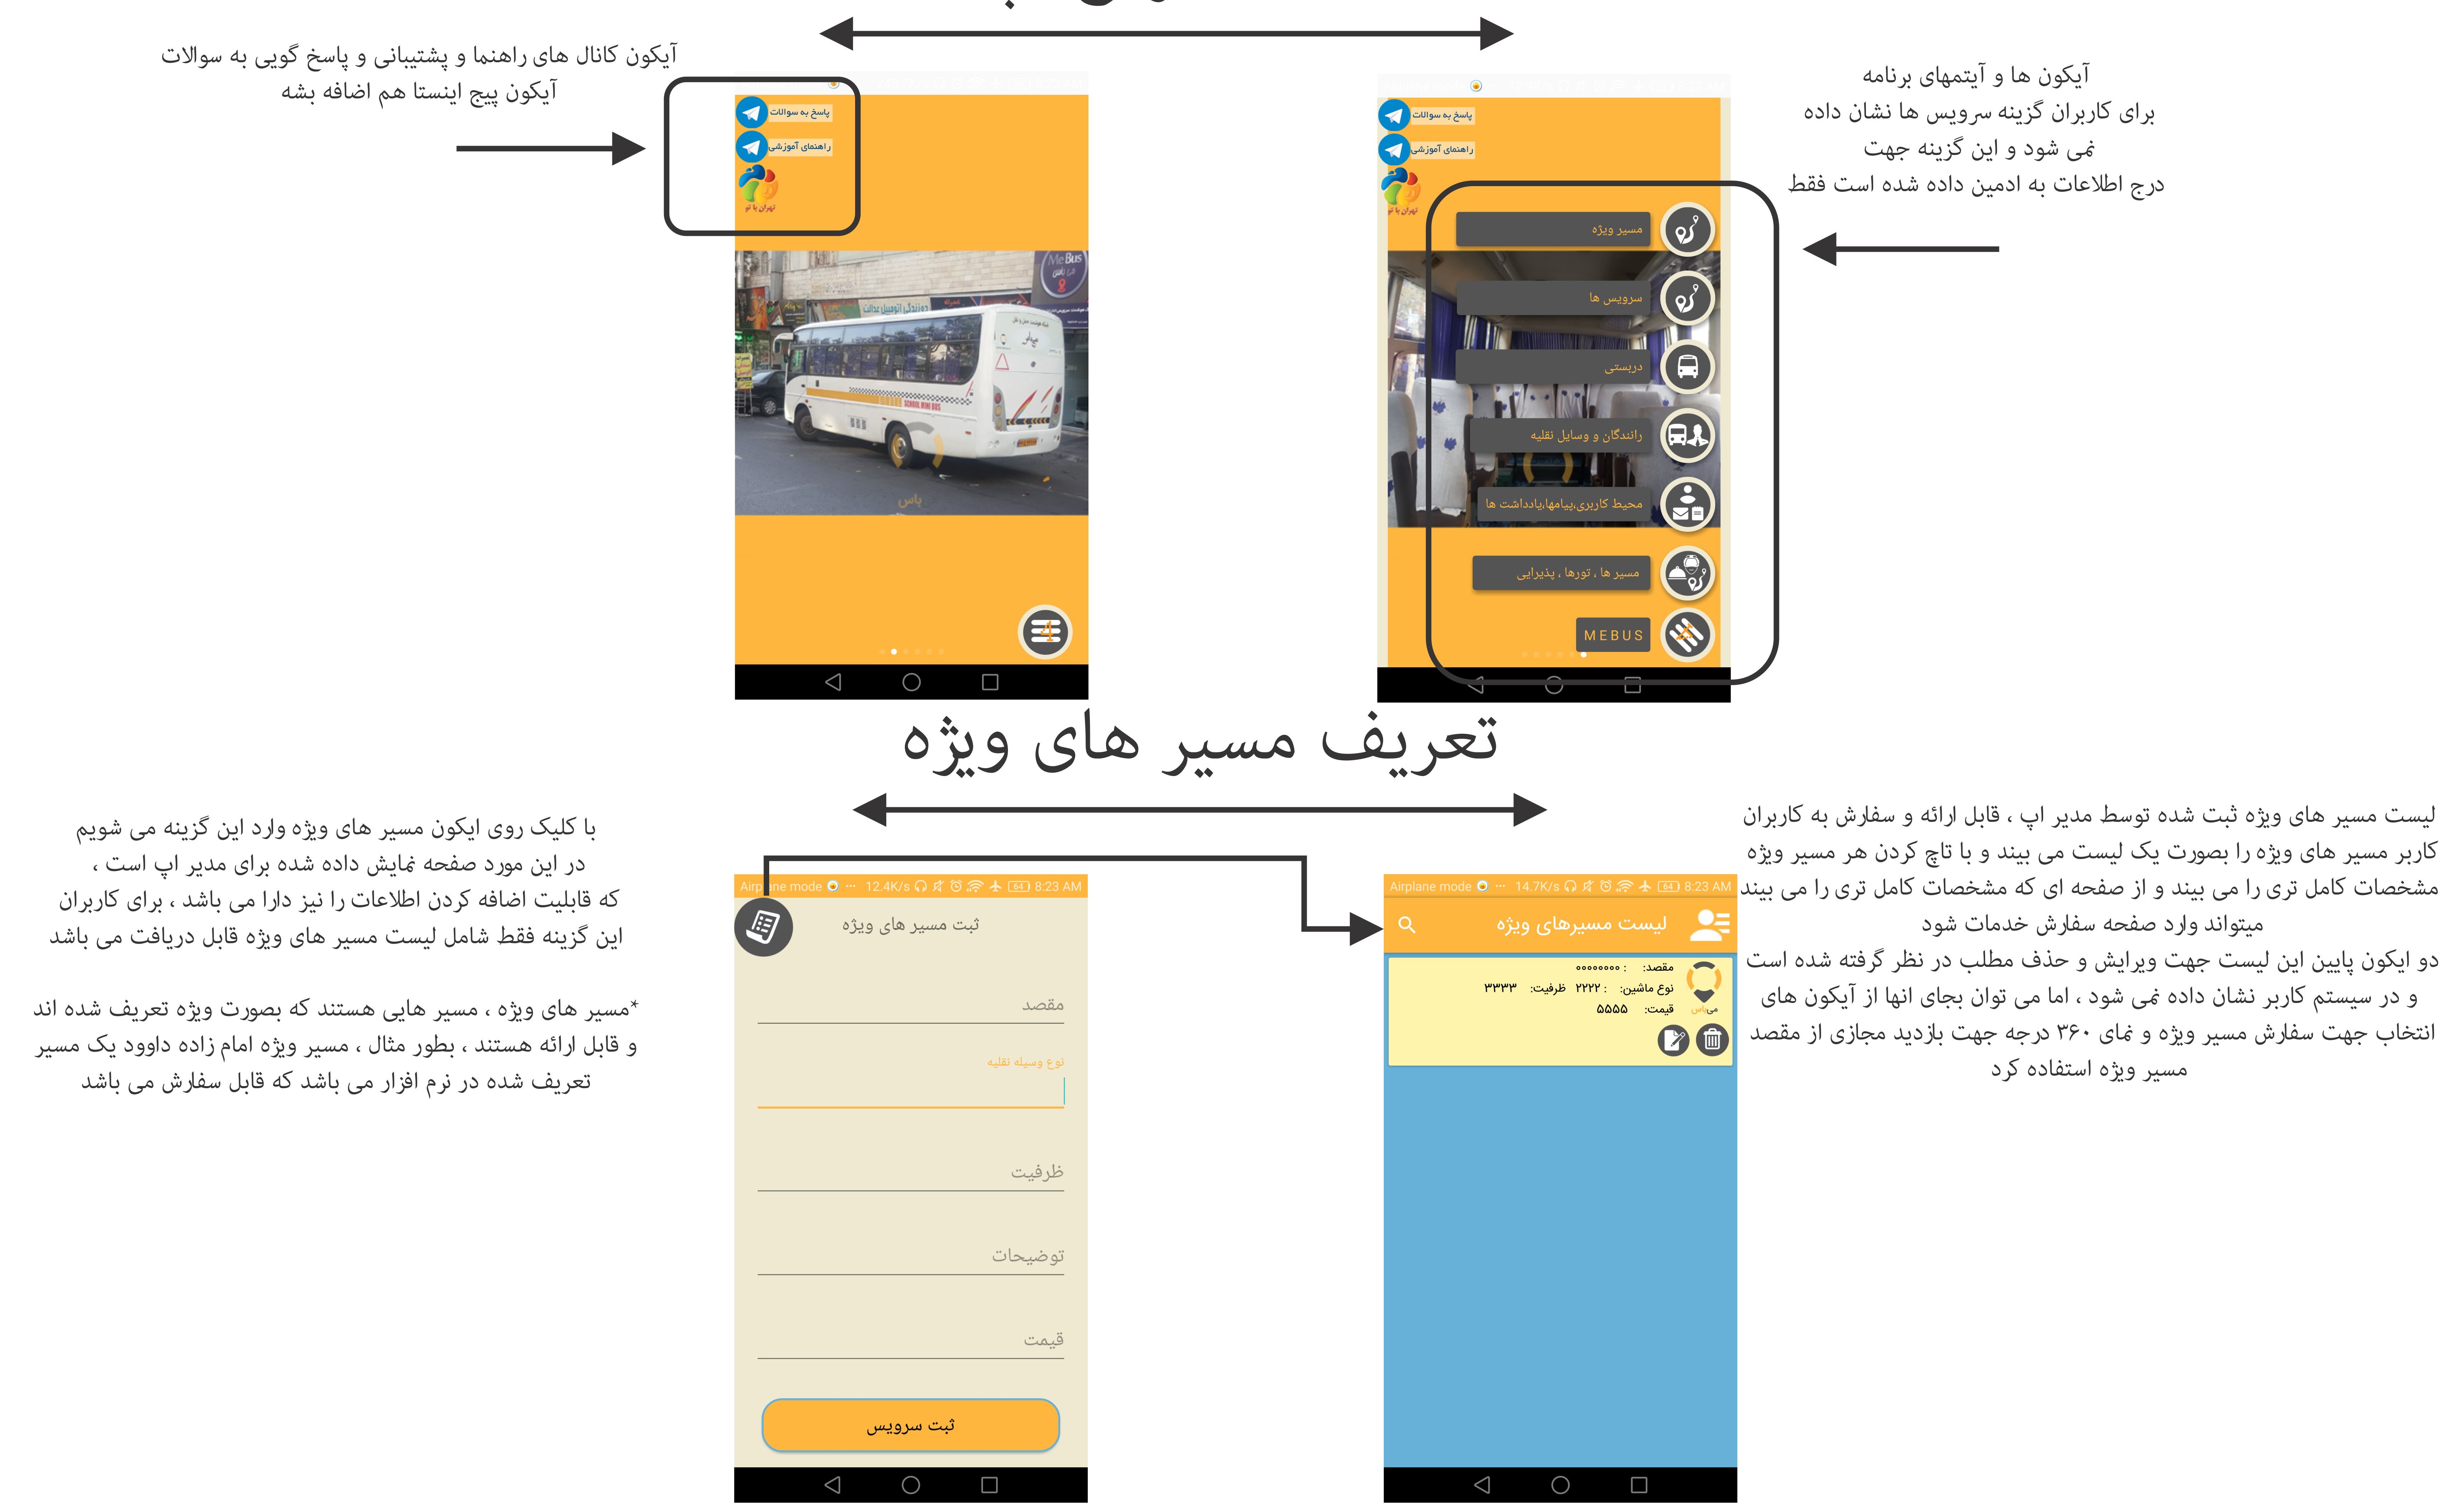 آیکون کانال های راهنما و پشتیبانی و پاسخ گویی به سوالات
آیکون پیج اینستا هم اضافه بشه
آیکون ها و آیتمهای برنامه
برای کاربران گزینه سرویس ها نشان داده
نمی شود و این گزینه جهت
درج اطلاعات به ادمین داده شده است فقط
پاسخ به سوالات
راهنمای آموزشی
تهران با تو
MeBus
دوزندگی اتومبیل عدالت
SCHOOL MINI BUS
باس
پاسخ به سوالات
راهنمای آموزشی
تهران با تو
مسیر ویژه
سرویس ها
دربستی
رانندگان و وسایل نقلیه
محیط کاربری،پیامها،یادداشت ها
مسیر ها ، تورها ، پذیرایی
MEBUS
تعریف مسیر های ویژه
با کلیک روی ایکون مسیر های ویژه وارد این گزینه می شویم
در این مورد صفحه نمایش داده شده برای مدیر اپ است ،
که قابلیت اضافه کردن اطلاعات را نیز دارا می باشد ، برای کاربران
این گزینه فقط شامل لیست مسیر های ویژه قابل دریافت می باشد
*مسیر های ویژه ، مسیر هایی هستند که بصورت ویژه تعریف شده اند
و قابل ارائه هستند ، بطور مثال ، مسیر ویژه امام زاده داوود یک مسیر
تعریف شده در نرم افزار می باشد که قابل سفارش می باشد
Airplane mode ... 12.4K/s 64 8:23 AM
ثبت مسیر های ویژه
مقصد
نوع وسیله نقلیه
ظرفیت
توضیحات
قیمت
ثبت سرویس
Airplane mode ... 14.7K/s 64 8:23 AM
لیست مسیرهای ویژه
مقصد: : ۰۰۰۰۰۰۰۰
نوع ماشین: : ۲۲۲۲ ظرفیت: ۳۳۳۳
قیمت: ۵۵۵۵
می باس
لیست مسیر های ویژه ثبت شده توسط مدیر اپ ، قابل ارائه و سفارش به کاربران
کاربر مسیر های ویژه را بصورت یک لیست می بیند و با تاچ کردن هر مسیر ویژه
مشخصات کامل تری را می بیند و از صفحه ای که مشخصات کامل تری را می بیند
میتواند وارد صفحه سفارش خدمات شود
دو ایکون پایین این لیست جهت ویرایش و حذف مطلب در نظر گرفته شده است
و در سیستم کاربر نشان داده نمی شود ، اما می توان بجای انها از آیکون های
انتخاب جهت سفارش مسیر ویژه و نمای ۳۶۰ درجه جهت بازدید مجازی از مقصد
مسیر ویژه استفاده کرد